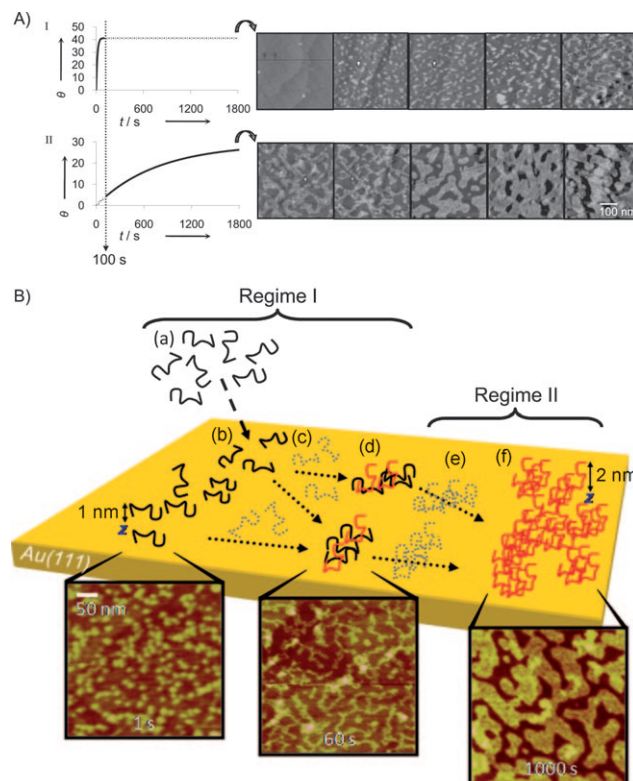 A)
I
50
40
30
20
10
0
θ
0 600 1200 1800
t / s
II
30
20
10
0
θ
0 600 1200 1800
t / s
100 s
100 nm
B)
Regime I
(a)
Regime II
(b)
(c)
(d)
(e)
(f)
1 nm
z
2 nm
z
Au(111)
50 nm
1 s
60 s
1000 s